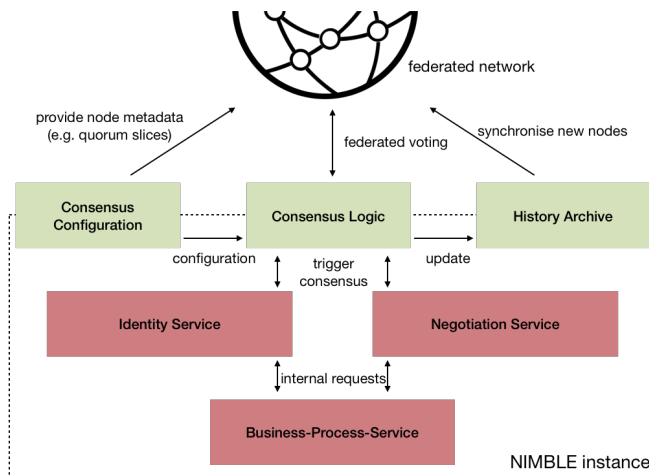 federated network
provide node metadata
(e.g. quorum slices)
federated voting
synchronise new nodes
Consensus
Configuration
Consensus Logic
History Archive
configuration
trigger
consensus
update
Identity Service
Negotiation Service
internal requests
Business-Process-Service
NIMBLE instance